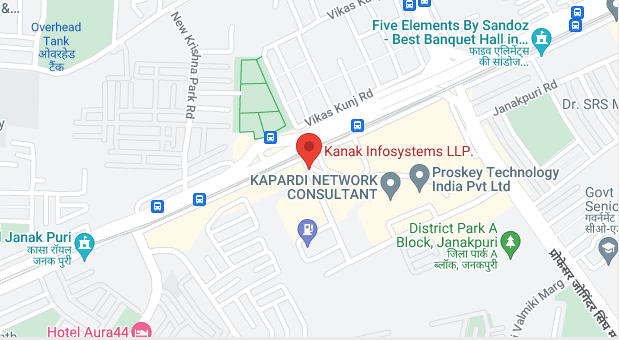 & ...
Overhead
Tank
ओवरहेड
टैंक
New Krishna Park Rd
Vikas Kunj
Five Elements By Sandoz
- Best Banquet Hall in...
फाइव एलिमेंट्स
की सांडोज...
Vikas Kunj Rd
Janakpuri Rd
Dr. SRS M
Kanak Infosystems LLP.
KAPARDI NETWORK
CONSULTANT
Proskey Technology
India Pvt Ltd
Govt
Senio
गवर्नमेंट
सीओ-ए
District Park A
Block, Janakpuri
जिला पार्क A
ब्लॉक, जनकपुरी
l Janak Puri
कासा रॉयल
जनक पुरी
प्रोफ़ेसर जोगिंदर सिंह म
i Valmiki Marg
Hotel Aura44
ath